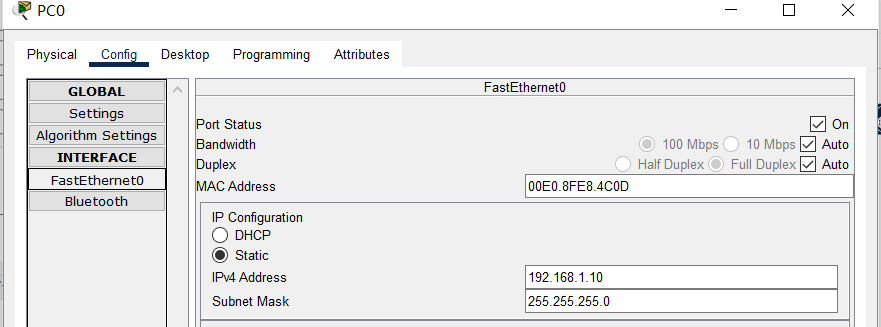 PC0
Physical Config Desktop Programming Attributes
GLOBAL
Settings
Algorithm Settings
INTERFACE
FastEthernet0
Bluetooth
FastEthernet0
Port Status On
Bandwidth 100 Mbps 10 Mbps Auto
Duplex Half Duplex Full Duplex Auto
MAC Address 00E0.8FE8.4C0D
IP Configuration
DHCP
Static
IPv4 Address 192.168.1.10
Subnet Mask 255.255.255.0